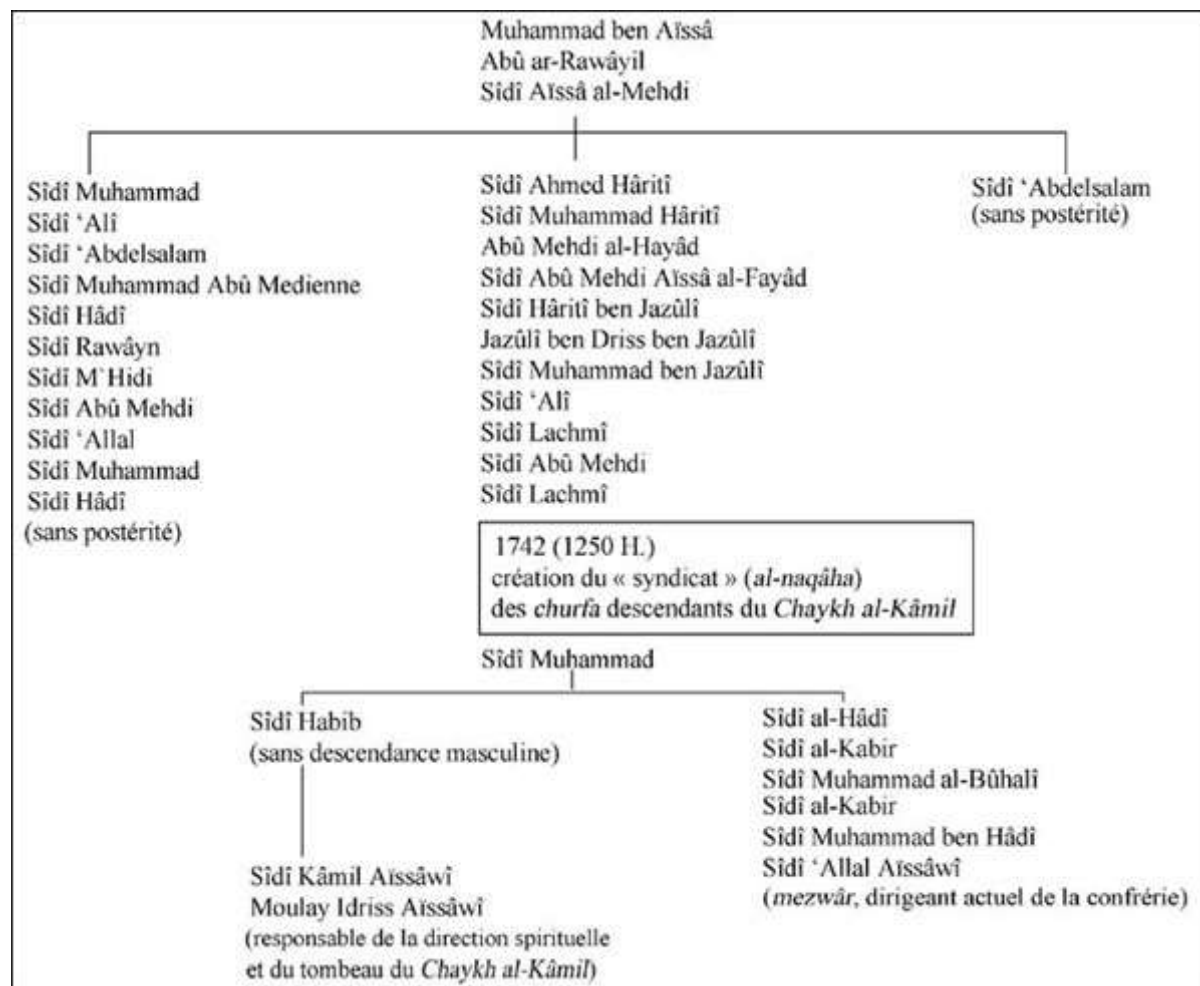 Muhammad ben Aïssâ
Abû ar-Rawâyil
Sîdî Aïssâ al-Mehdi
Sîdî Muhammad
Sîdî ‘Alî
Sîdî ‘Abdelsalam
Sîdî Muhammad Abû Medienne
Sîdî Hâdî
Sîdî Rawâyn
Sîdî M`Hidi
Sîdî Abû Mehdi
Sîdî ‘Allal
Sîdî Muhammad
Sîdî Hâdî
(sans postérité)
Sîdî Ahmed Hâritî
Sîdî Muhammad Hâritî
Abû Mehdi al-Hayâd
Sîdî Abû Mehdi Aïssâ al-Fayâd
Sîdî Hâritî ben Jazûlî
Jazûlî ben Driss ben Jazûlî
Sîdî Muhammad ben Jazûlî
Sîdî ‘Alî
Sîdî Lachmî
Sîdî Abû Mehdi
Sîdî Lachmî
Sîdî ‘Abdelsalam
(sans postérité)
1742 (1250 H.)
création du « syndicat » (al-naqâha)
des churfa descendants du Chaykh al-Kâmil
Sîdî Muhammad
Sîdî Habib
(sans descendance masculine)
Sîdî Kâmil Aïssâwî
Moulay Idriss Aïssâwî
(responsable de la direction spirituelle
et du tombeau du Chaykh al-Kâmil)
Sîdî al-Hâdî
Sîdî al-Kabir
Sîdî Muhammad al-Bûhalî
Sîdî al-Kabir
Sîdî Muhammad ben Hâdî
Sîdî ‘Allal Aïssâwî
(mezwâr, dirigeant actuel de la confrérie)